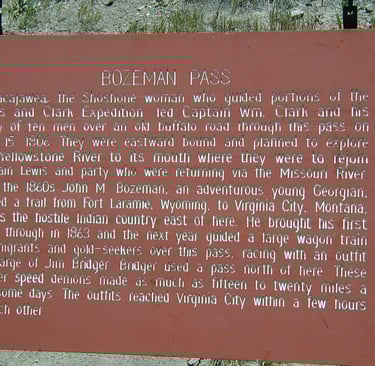 BOZEMAN PASS
acajawea, the Shoshone woman who guided portions of the
s and Clark Expedition, led Captain Wm. Clark and his
y of ten men over an old buffalo road through this pass on
15, 1806. They were eastward bound and planned to explore
Yellowstone River to its mouth where they were to rejoin
ain Lewis and party who were returning via the Missouri River.
the 1860s John M. Bozeman, an adventurous young Georgian,
ed a trail from Fort Laramie, Wyoming, to Virginia City, Montana,
s the hostile Indian country east of here. He brought his first
through in 1863 and the next year guided a large wagon train
migrants and gold-seekers over this pass, racing with an outfit
arge of Jim Bridger. Bridger used a pass north of here. These
er speed demons made as much as fifteen to twenty miles a
some days. The outfits reached Virginia City within a few hours
ch other.